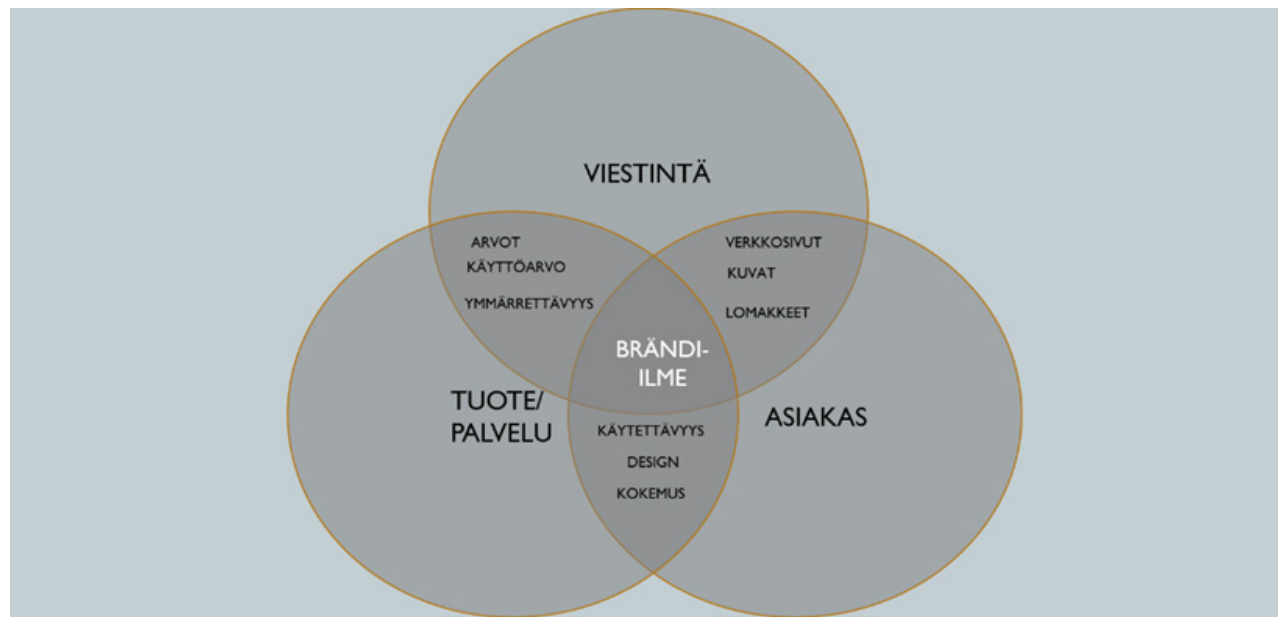 VIESTINTÄ
ARVOT
KÄYTTÖARVO
YMMÄRRETTÄVYYS
VERKKOSIVUT
KUVAT
LOMAKKEET
BRÄNDI-
ILME
TUOTE/
PALVELU
ASIAKAS
KÄYTETTÄVYYS
DESIGN
KOKEMUS